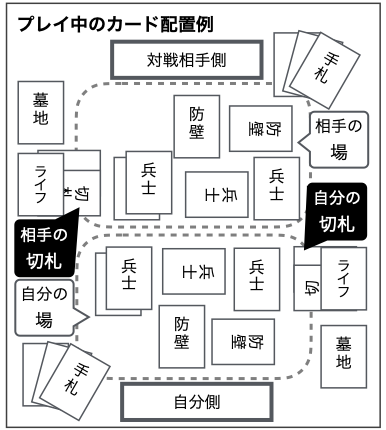 プレイ中のカード配置例
対戦相手側
手札
墓地
防壁
防壁
相手の
場
ライフ
切札
兵士
兵士
兵士
自分の
切札
相手の
切札
自分の
場
兵士
兵士
兵士
切
ライフ
防壁
防壁
墓地
手札
自分側